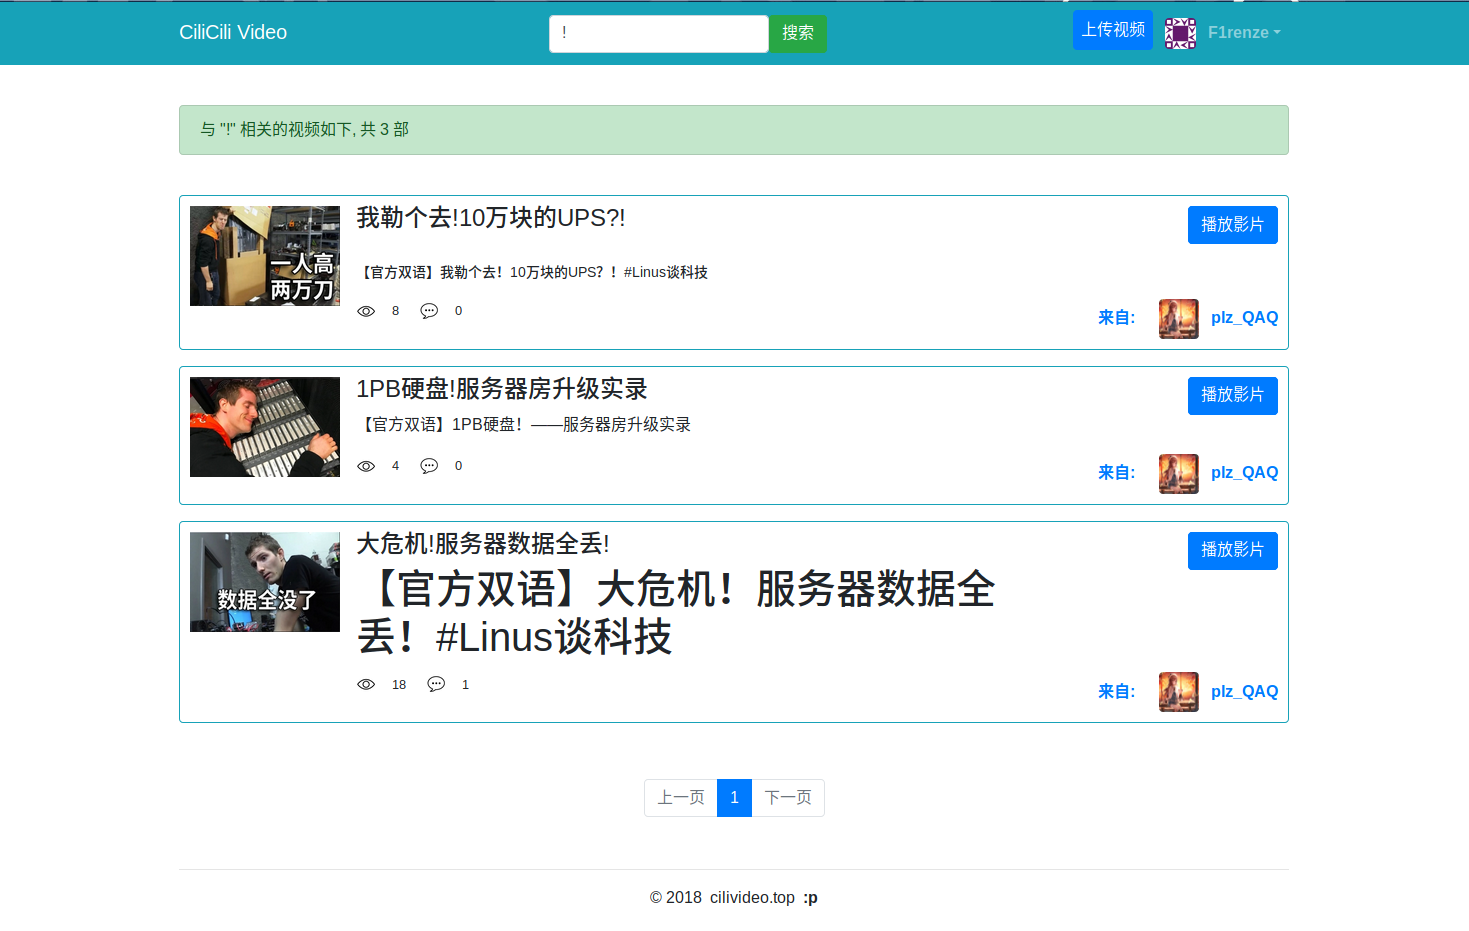 CiliCili Video
!
搜索
上传视频
F1renze
与 "!" 相关的视频如下, 共 3 部
一人高
两万刀
我勒个去!10万块的UPS?!
播放影片
【官方双语】我勒个去！10万块的UPS？！#Linus谈科技
8
0
来自:
plz_QAQ
1PB硬盘!服务器房升级实录
播放影片
【官方双语】1PB硬盘！——服务器房升级实录
4
0
来自:
plz_QAQ
数据全没了
大危机!服务器数据全丢!
播放影片
【官方双语】大危机！服务器数据全
丢！#Linus谈科技
18
1
来自:
plz_QAQ
上一页
1
下一页
© 2018 cilivideo.top :p